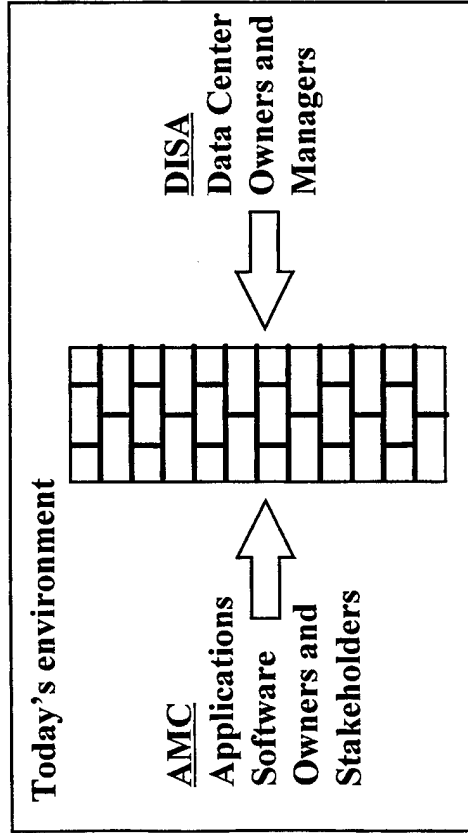 Today's environment
AMC
Applications
Software
Owners and
Stakeholders
DISA
Data Center
Owners and
Managers